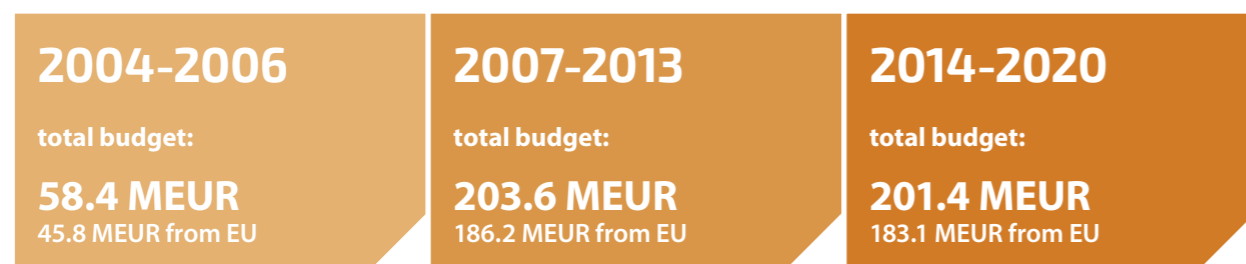 2004-2006
total budget:
58.4 MEUR
45.8 MEUR from EU
2007-2013
total budget:
203.6 MEUR
186.2 MEUR from EU
2014-2020
total budget:
201.4 MEUR
183.1 MEUR from EU